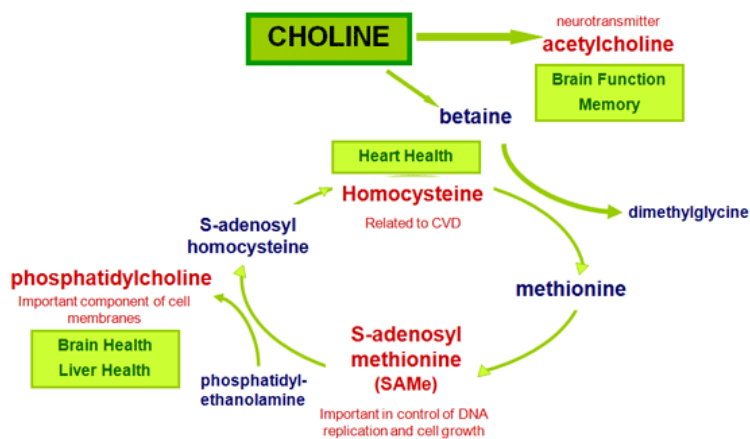 CHOLINE
neurotransmitter
acetylcholine
Brain Function
Memory
betaine
Heart Health
Homocysteine
Related to CVD
dimethylglycine
S-adenosyl
homocysteine
phosphatidylcholine
Important component of cell
membranes
Brain Health
Liver Health
methionine
S-adenosyl
methionine
(SAMe)
Important in control of DNA
replication and cell growth
phosphatidyl-
ethanolamine